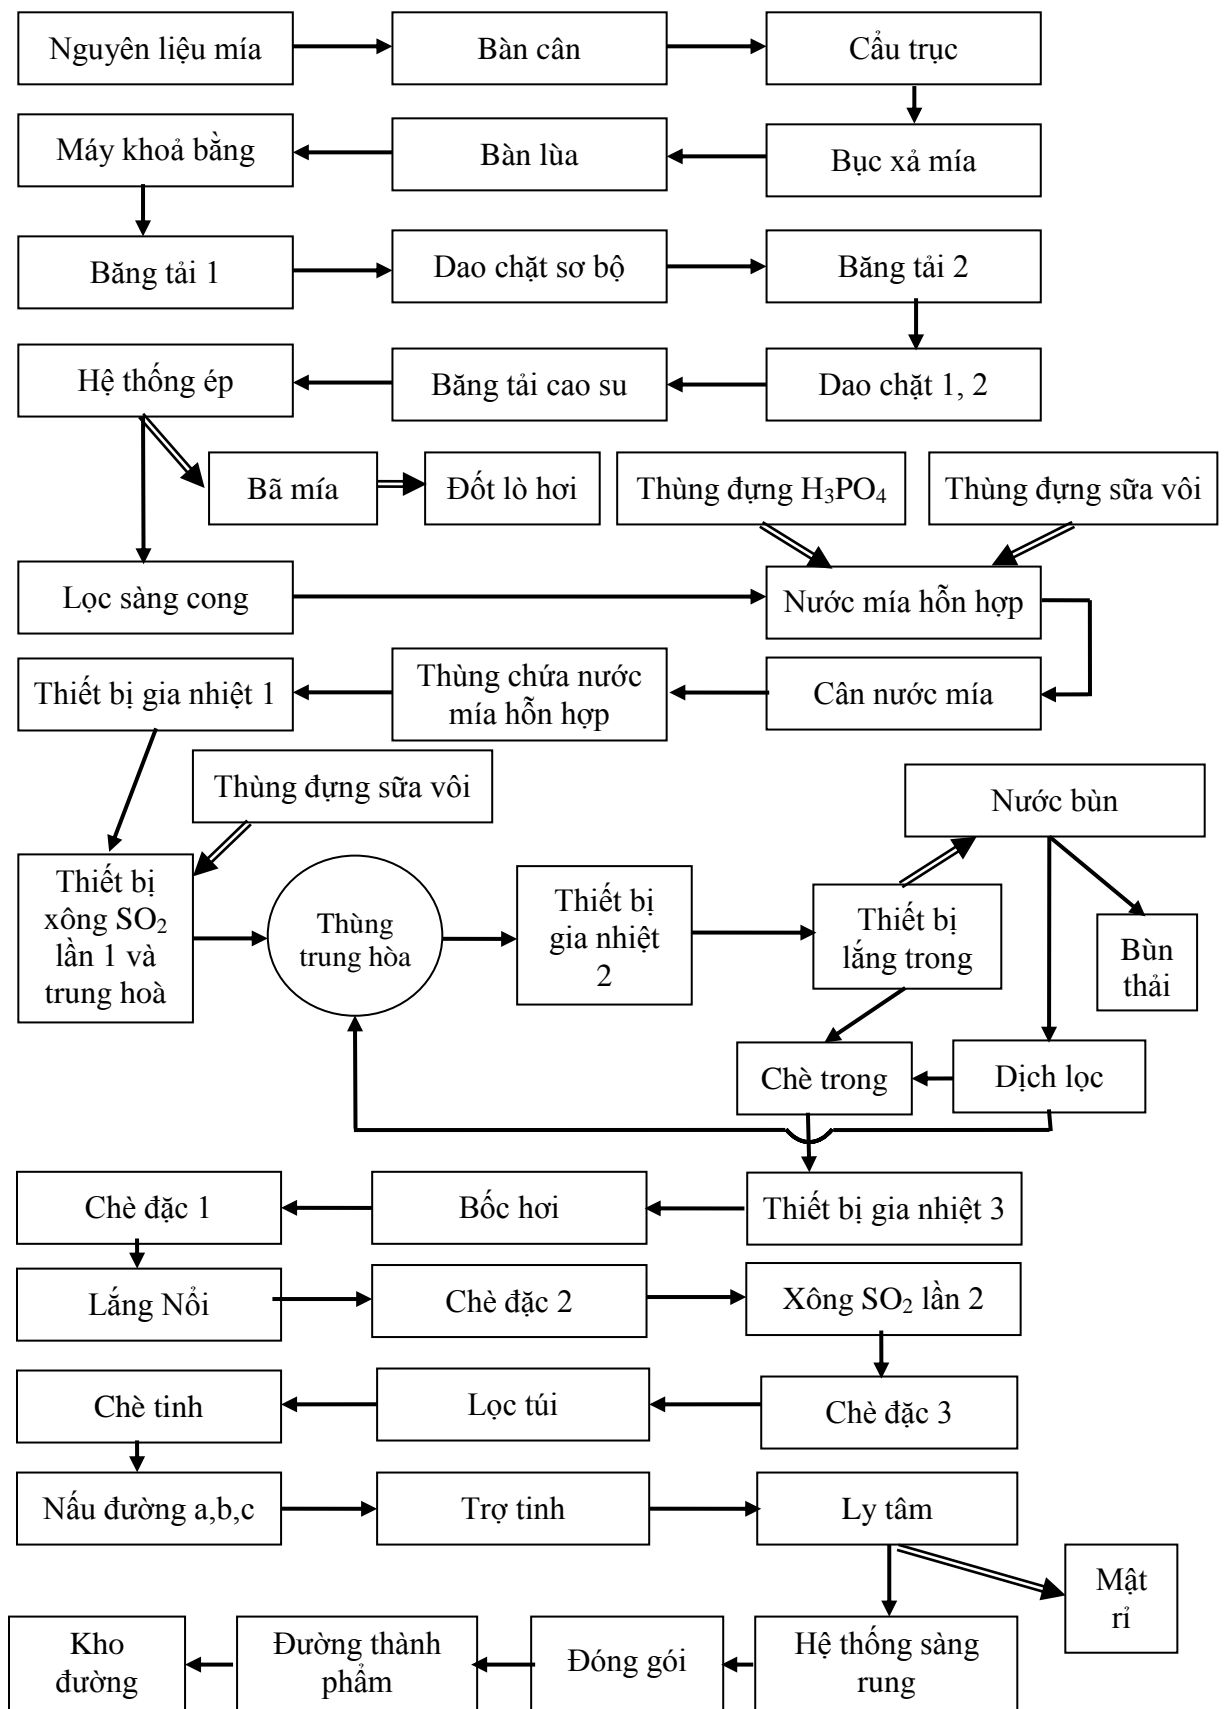 Nguyên liệu mía
Bàn cân
Cẩu trục
Máy khoả bằng
Bàn lùa
Bục xả mía
Băng tải 1
Dao chặt sơ bộ
Băng tải 2
Hệ thống ép
Băng tải cao su
Dao chặt 1, 2
Bã mía
Đốt lò hơi
Thùng đựng H₃PO₄
Thùng đựng sữa vôi
Lọc sàng cong
Nước mía hỗn hợp
Thiết bị gia nhiệt 1
Thùng chứa nước
mía hỗn hợp
Cân nước mía
Thùng đựng sữa vôi
Nước bùn
Thiết bị
xông SO₂
lần 1 và
trung hoà
Thùng
trung hòa
Thiết bị
gia nhiệt
2
Thiết bị
lắng trong
Bùn
thải
Chè trong
Dịch lọc
Chè đặc 1
Bốc hơi
Thiết bị gia nhiệt 3
Lắng Nổi
Chè đặc 2
Xông SO₂ lần 2
Chè tinh
Lọc túi
Chè đặc 3
Nấu đường a,b,c
Trợ tinh
Ly tâm
Mật
rỉ
Kho
đường
Đường thành
phẩm
Đóng gói
Hệ thống sàng
rung